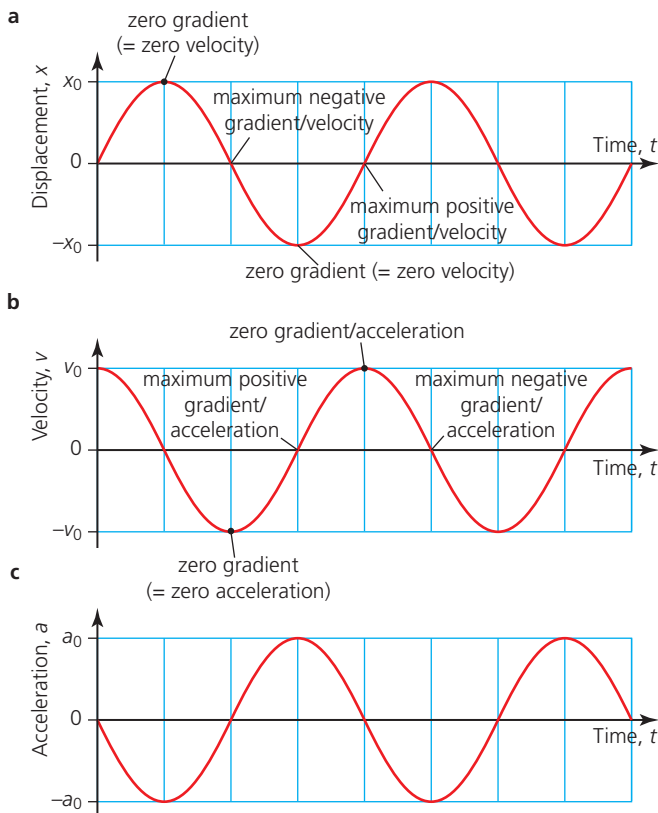 a
zero gradient
(= zero velocity)
Displacement, x
x₀
0
−x₀
maximum negative
gradient/velocity
Time, t
maximum positive
gradient/velocity
zero gradient (= zero velocity)
b
zero gradient/acceleration
Velocity, v
v₀
0
−v₀
maximum positive
gradient/
acceleration
maximum negative
gradient/
acceleration
Time, t
zero gradient
(= zero acceleration)
c
Acceleration, a
a₀
0
−a₀
Time, t